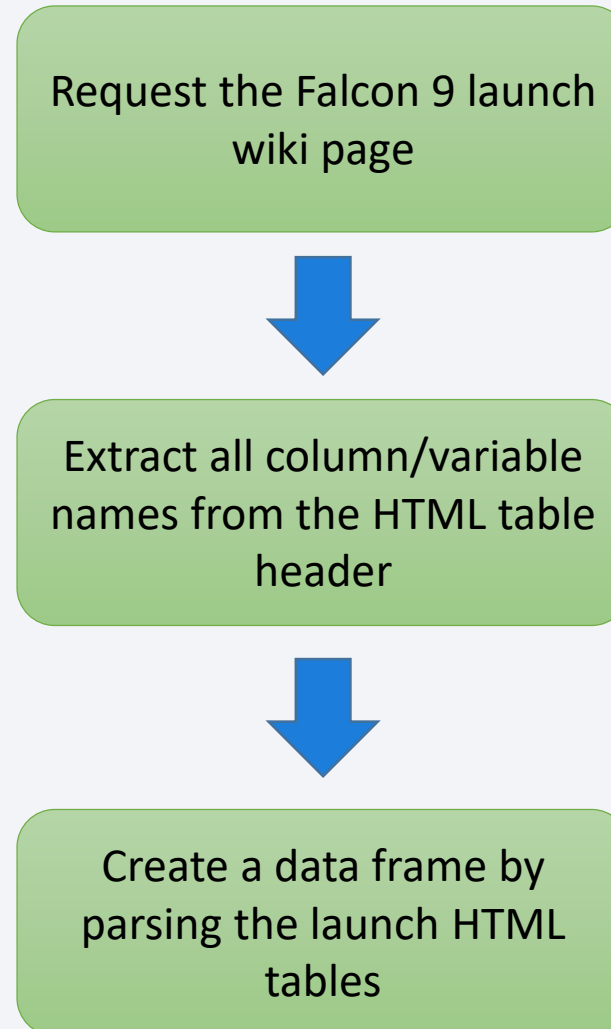 Request the Falcon 9 launch
wiki page
Extract all column/variable
names from the HTML table
header
Create a data frame by
parsing the launch HTML
tables